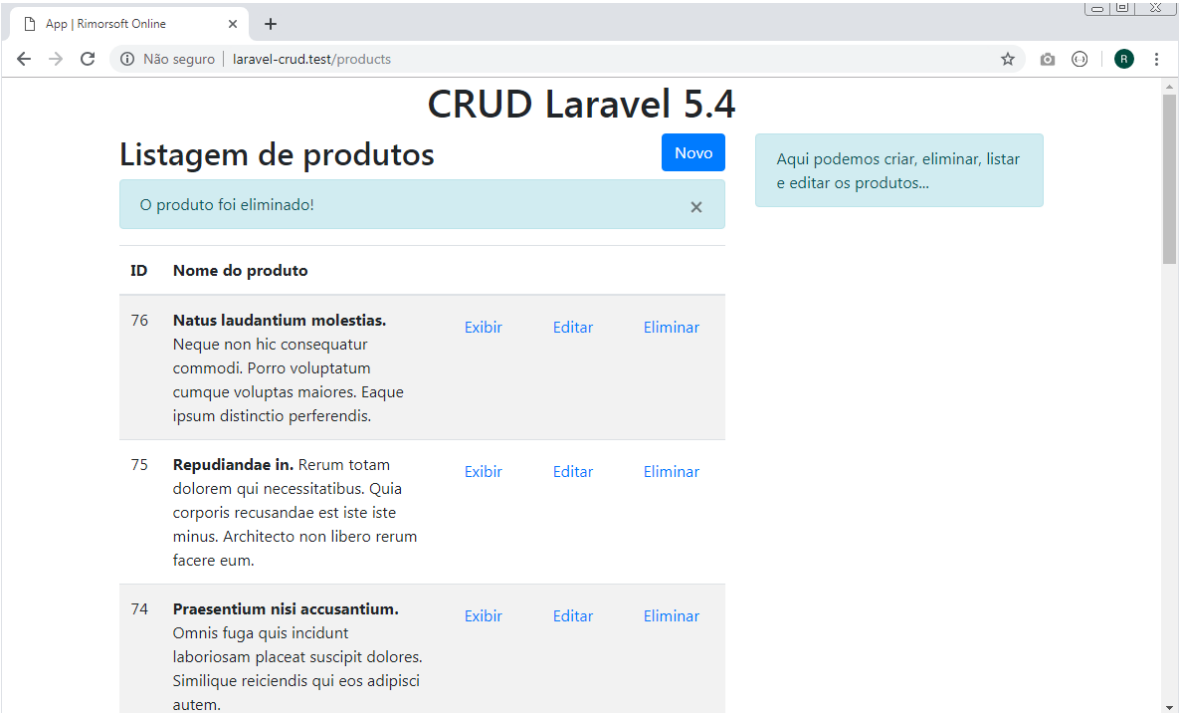 App | Rimorsoft Online
Não seguro | laravel-crud.test/products
R
CRUD Laravel 5.4
Listagem de produtos
Novo
O produto foi eliminado!
Aqui podemos criar, eliminar, listar
e editar os produtos...
ID Nome do produto
76 Natus laudantium molestias. Exibir Editar Eliminar
Neque non hic consequatur
commodi. Porro voluptatum
cumque voluptas maiores. Eaque
ipsum distinctio perferendis.
75 Repudiandae in. Rerum totam Exibir Editar Eliminar
dolorem qui necessitatibus. Quia
corporis recusandae est iste iste
minus. Architecto non libero rerum
facere eum.
74 Praesentium nisi accusantium. Exibir Editar Eliminar
Omnis fuga quis incidunt
laboriosam placeat suscipit dolores.
Similique reiciendis qui eos adipisci
autem.